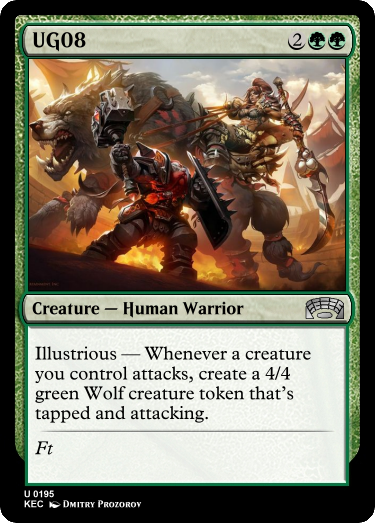 UG08
2
Creature — Human Warrior
Illustrious — Whenever a creature
you control attacks, create a 4/4
green Wolf creature token that's
tapped and attacking.
Ft
U 0195
KEC Dmitry Prozorov